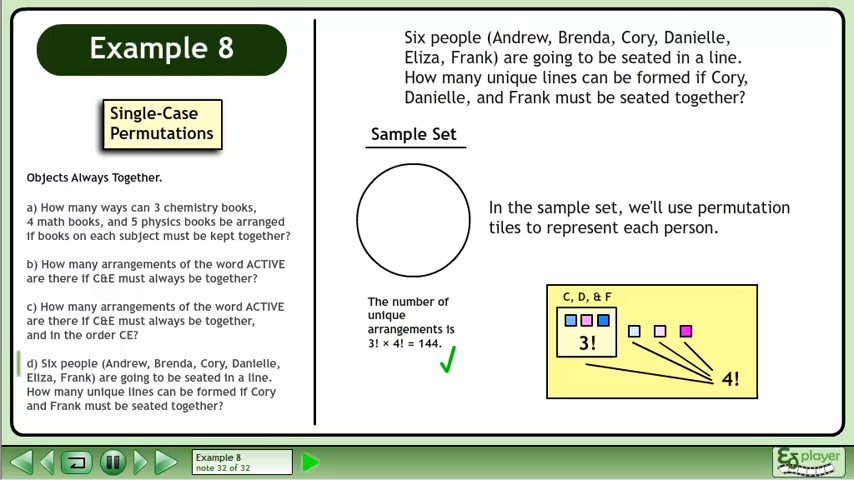 Example 8
Single-Case
Permutations
Objects Always Together.
a) How many ways can 3 chemistry books,
4 math books, and 5 physics books be arranged
if books on each subject must be kept together?
b) How many arrangements of the word ACTIVE
are there if C&E must always be together?
c) How many arrangements of the word ACTIVE
are there if C&E must always be together,
and in the order CE?
d) Six people (Andrew, Brenda, Cory, Danielle,
Eliza, Frank) are going to be seated in a line.
How many unique lines can be formed if Cory
and Frank must be seated together?
Six people (Andrew, Brenda, Cory, Danielle,
Eliza, Frank) are going to be seated in a line.
How many unique lines can be formed if Cory,
Danielle, and Frank must be seated together?
Sample Set
In the sample set, we'll use permutation
tiles to represent each person.
The number of
unique
arrangements is
3! × 4! = 144.
C, D, & F
3!
4!
Example 8
note 32 of 32
player